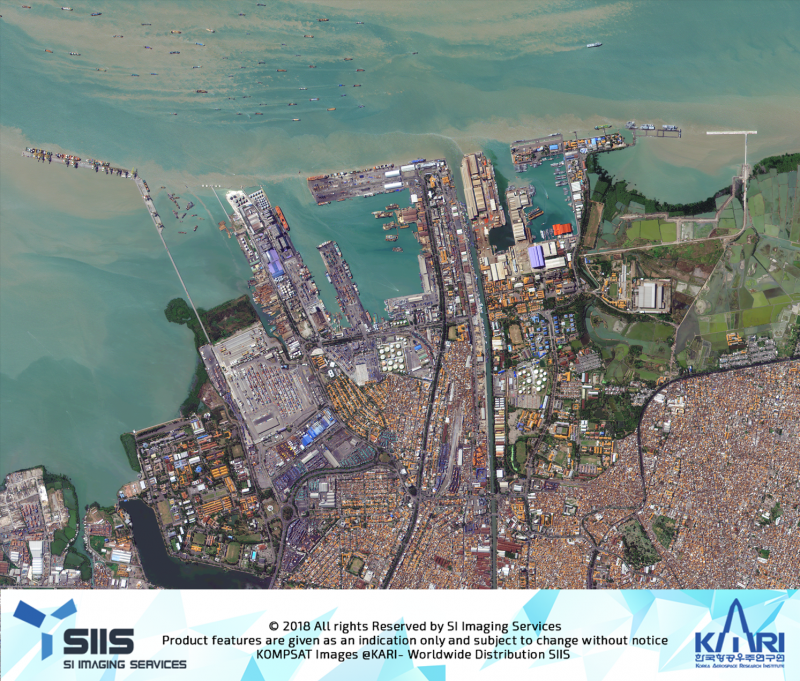 © 2018 All rights Reserved by SI Imaging Services
Product features are given as an indication only and subject to change without notice
KOMPSAT Images @KARI- Worldwide Distribution SIIS
SIIS
SI IMAGING SERVICES
KARI
한국항공우주연구원
KOREA AEROSPACE RESEARCH INSTITUTE